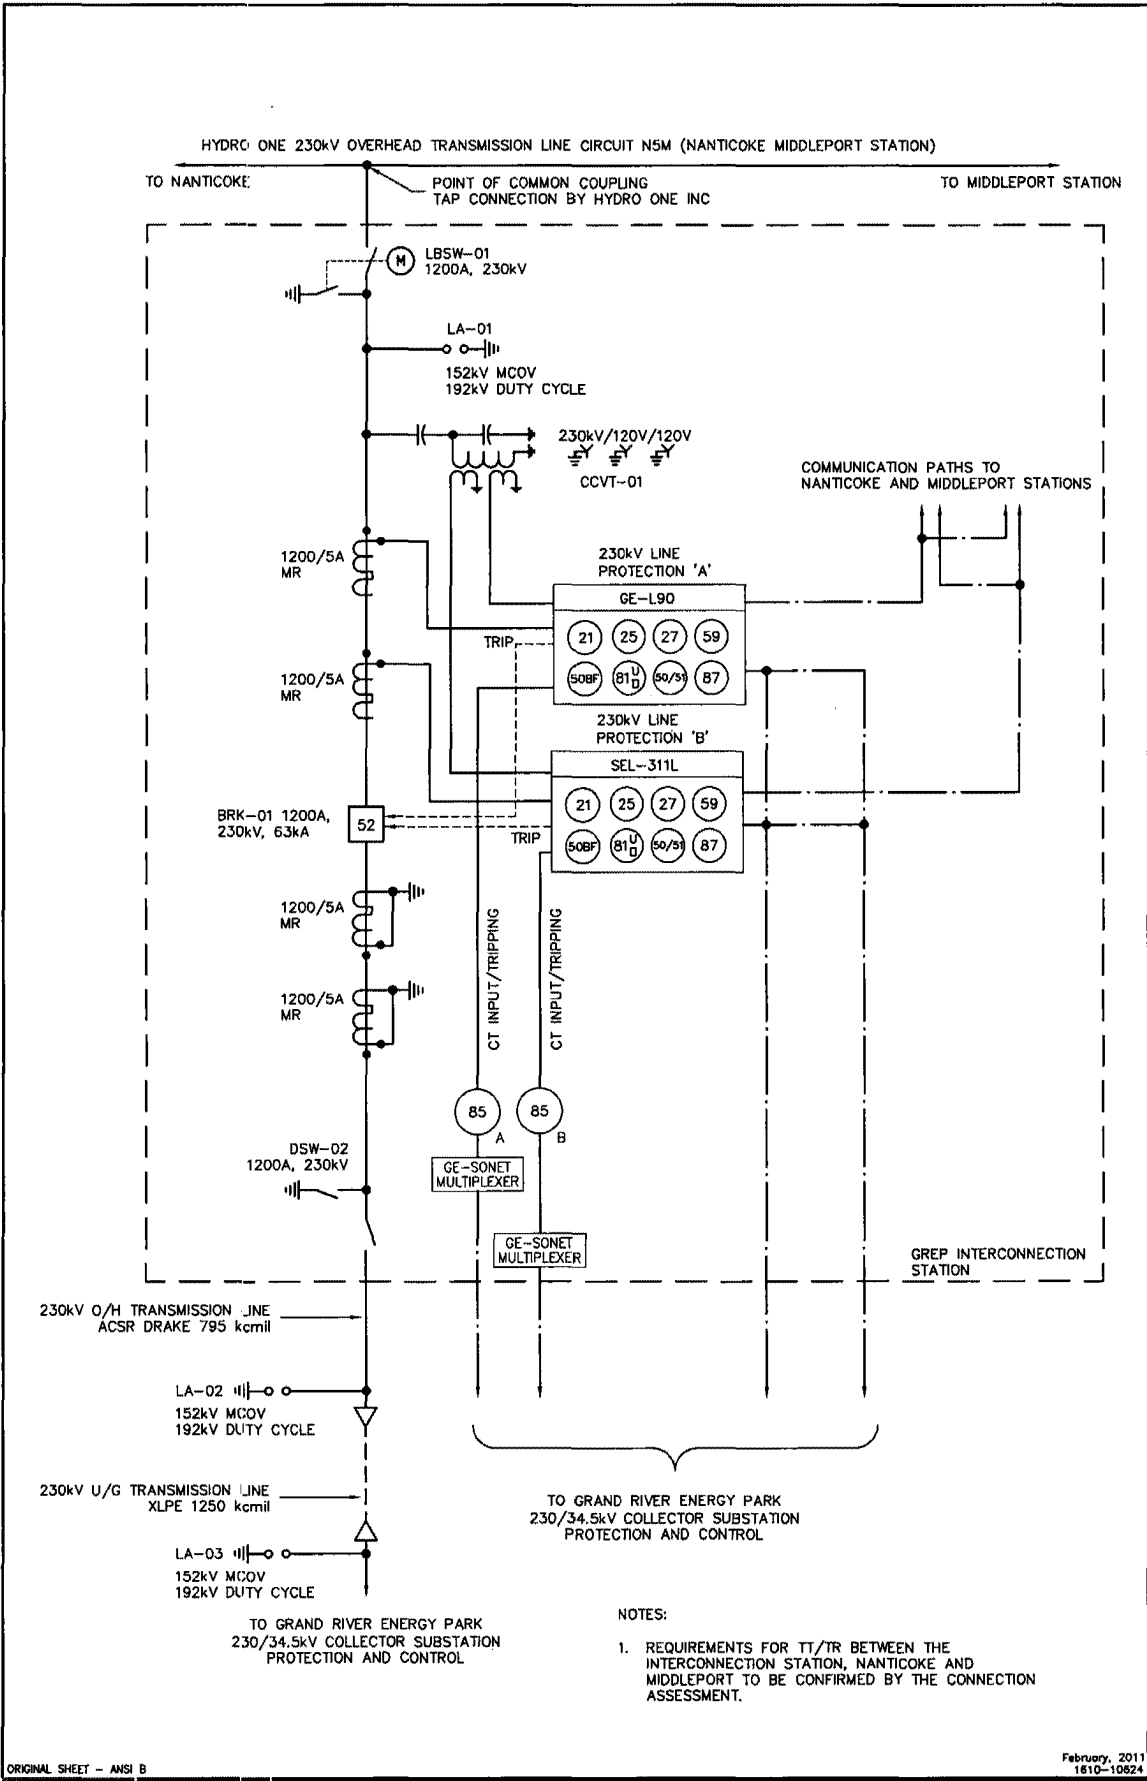 HYDRO ONE 230kV OVERHEAD TRANSMISSION LINE CIRCUIT N5M (NANTICOKE MIDDLEPORT STATION)
TO NANTICOKE
POINT OF COMMON COUPLING
TAP CONNECTION BY HYDRO ONE INC
TO MIDDLEPORT STATION
M
LBSW-01
1200A, 230kV
LA-01
152kV MCOV
192kV DUTY CYCLE
230kV/120V/120V
CCVT-01
COMMUNICATION PATHS TO
NANTICOKE AND MIDDLEPORT STATIONS
1200/5A
MR
230kV LINE
PROTECTION 'A'
GE-L90
21 25 27 59
50BF 81 U O 50/51 87
TRIP
1200/5A
MR
230kV LINE
PROTECTION 'B'
SEL-311L
21 25 27 59
50BF 81 U O 50/51 87
TRIP
BRK-01 1200A,
230kV, 63kA
52
1200/5A
MR
1200/5A
MR
CT INPUT/TRIPPING
CT INPUT/TRIPPING
85
A
85
B
DSW-02
1200A, 230kV
GE-SONET
MULTIPLEXER
GE-SONET
MULTIPLEXER
GREP INTERCONNECTION
STATION
230kV O/H TRANSMISSION LINE
ACSR DRAKE 795 kcmil
LA-02
152kV MCOV
192kV DUTY CYCLE
230kV U/G TRANSMISSION LINE
XLPE 1250 kcmil
LA-03
152kV MCOV
192kV DUTY CYCLE
TO GRAND RIVER ENERGY PARK
230/34.5kV COLLECTOR SUBSTATION
PROTECTION AND CONTROL
TO GRAND RIVER ENERGY PARK
230/34.5kV COLLECTOR SUBSTATION
PROTECTION AND CONTROL
NOTES:
1. REQUIREMENTS FOR TT/TR BETWEEN THE
INTERCONNECTION STATION, NANTICOKE AND
MIDDLEPORT TO BE CONFIRMED BY THE CONNECTION
ASSESSMENT.
ORIGINAL SHEET - ANSI B
February, 2011
1610-10624